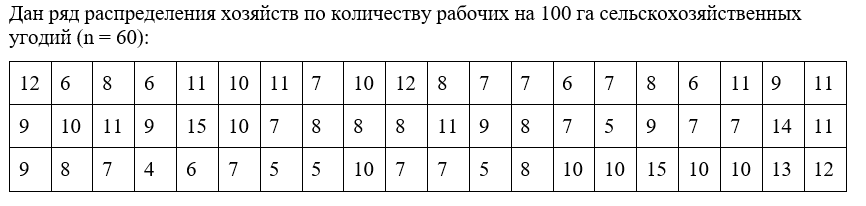 Дан ряд распределения хозяйств по количеству рабочих на 100 га сельскохозяйственных
угодий (n = 60):
12 6 8 6 11 10 11 7 10 12 8 7 7 6 7 8 6 11 9 11
9 10 11 9 15 10 7 8 8 8 11 9 8 7 5 9 7 7 14 11
9 8 7 4 6 7 5 5 10 7 7 5 8 10 10 15 10 10 13 12